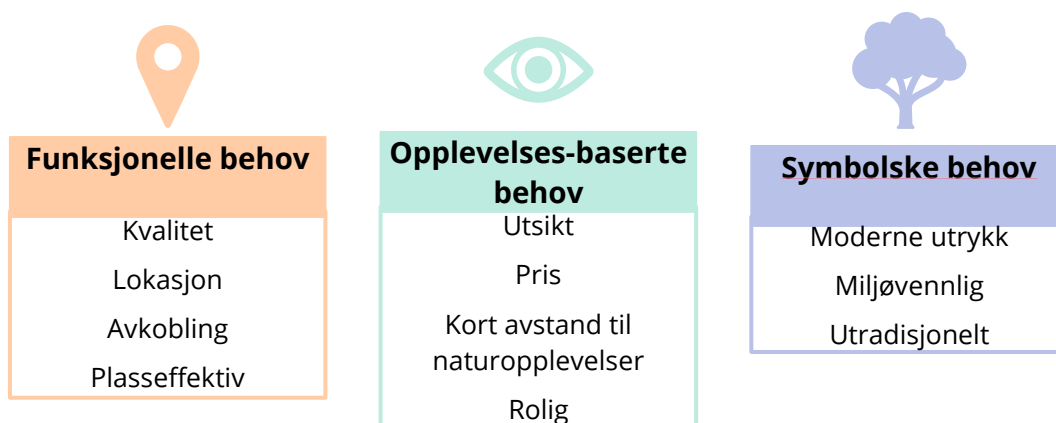 Funksjonelle behov
Kvalitet
Lokasjon
Avkobling
Plasseffektiv
Opplevelses-baserte
behov
Utsikt
Pris
Kort avstand til
naturopplevelser
Rolig
Symbolske behov
Moderne utrykk
Miljøvennlig
Utradisjonelt